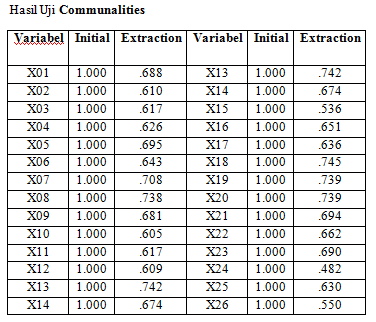 Hasil Uji Communalities
Variabel Initial Extraction Variabel Initial Extraction
X01 1.000 .688 X13 1.000 .742
X02 1.000 .610 X14 1.000 .674
X03 1.000 .617 X15 1.000 .536
X04 1.000 .626 X16 1.000 .651
X05 1.000 .695 X17 1.000 .636
X06 1.000 .643 X18 1.000 .745
X07 1.000 .708 X19 1.000 .739
X08 1.000 .738 X20 1.000 .739
X09 1.000 .681 X21 1.000 .694
X10 1.000 .605 X22 1.000 .662
X11 1.000 .617 X23 1.000 .690
X12 1.000 .609 X24 1.000 .482
X13 1.000 .742 X25 1.000 .630
X14 1.000 .674 X26 1.000 .550